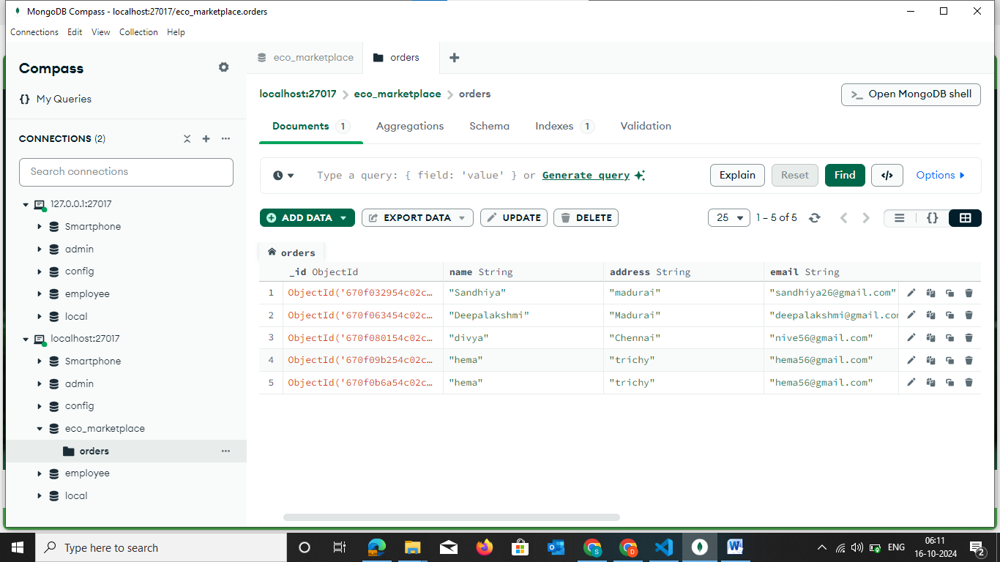 MongoDB Compass - localhost:27017/eco_marketplace.orders
Connections Edit View Collection Help
Compass
{} My Queries
CONNECTIONS (2)
Search connections
127.0.0.1:27017
Smartphone
admin
config
employee
local
localhost:27017
Smartphone
admin
config
eco_marketplace
orders
employee
local
eco_marketplace
orders
localhost:27017 > eco_marketplace > orders
>_ Open MongoDB shell
Documents 1 Aggregations Schema Indexes 1 Validation
Type a query: { field: 'value' } or Generate query
Explain Reset Find </> Options
ADD DATA EXPORT DATA UPDATE DELETE
25 1 – 5 of 5 {}
orders
_id ObjectId name String address String email String
1 ObjectId('670f032954c02c… "Sandhiya" "madurai" "sandhiya26@gmail.com"
2 ObjectId('670f063454c02c… "Deepalakshmi" "Madurai" "deepalakshmi@gmail.com
3 ObjectId('670f080154c02c… "divya" "Chennai" "nive56@gmail.com"
4 ObjectId('670f09b254c02c… "hema" "trichy" "hema56@gmail.com"
5 ObjectId('670f0b6a54c02c… "hema" "trichy" "hema56@gmail.com"
Type here to search
S D W
ENG
06:11
16-10-2024
2